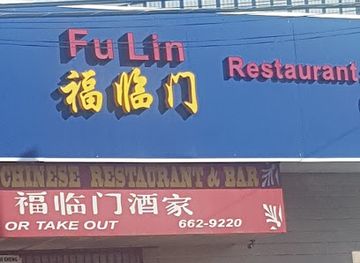 Fu Lin
福临门
Restaurant
CHINESE RESTAURANT & BAR
福临门酒家
OR TAKE OUT 662-9220